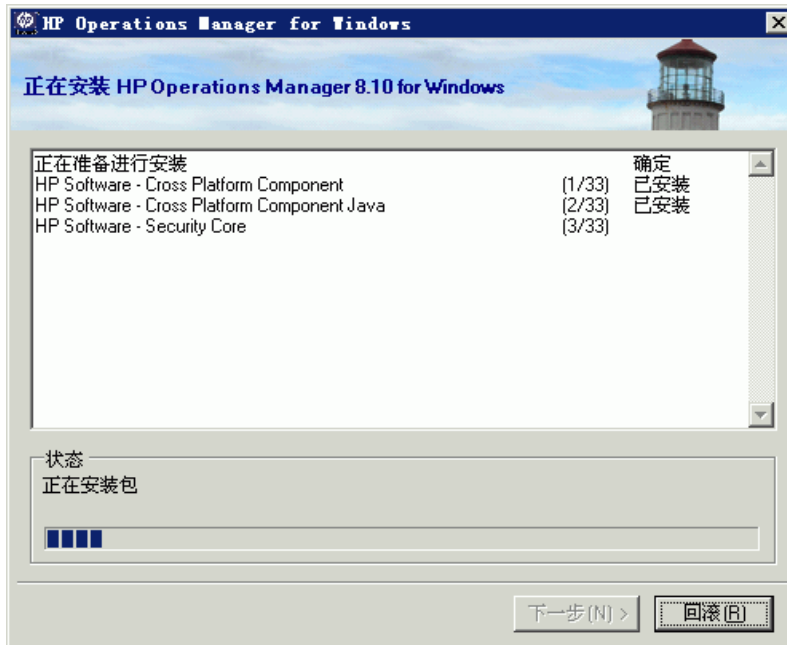 HP Operations Manager for Windows
正在安装 HP Operations Manager 8.10 for Windows
正在准备进行安装 确定
HP Software - Cross Platform Component (1/33) 已安装
HP Software - Cross Platform Component Java (2/33) 已安装
HP Software - Security Core (3/33)
状态
正在安装包
下一步(N) >
回滚(R)